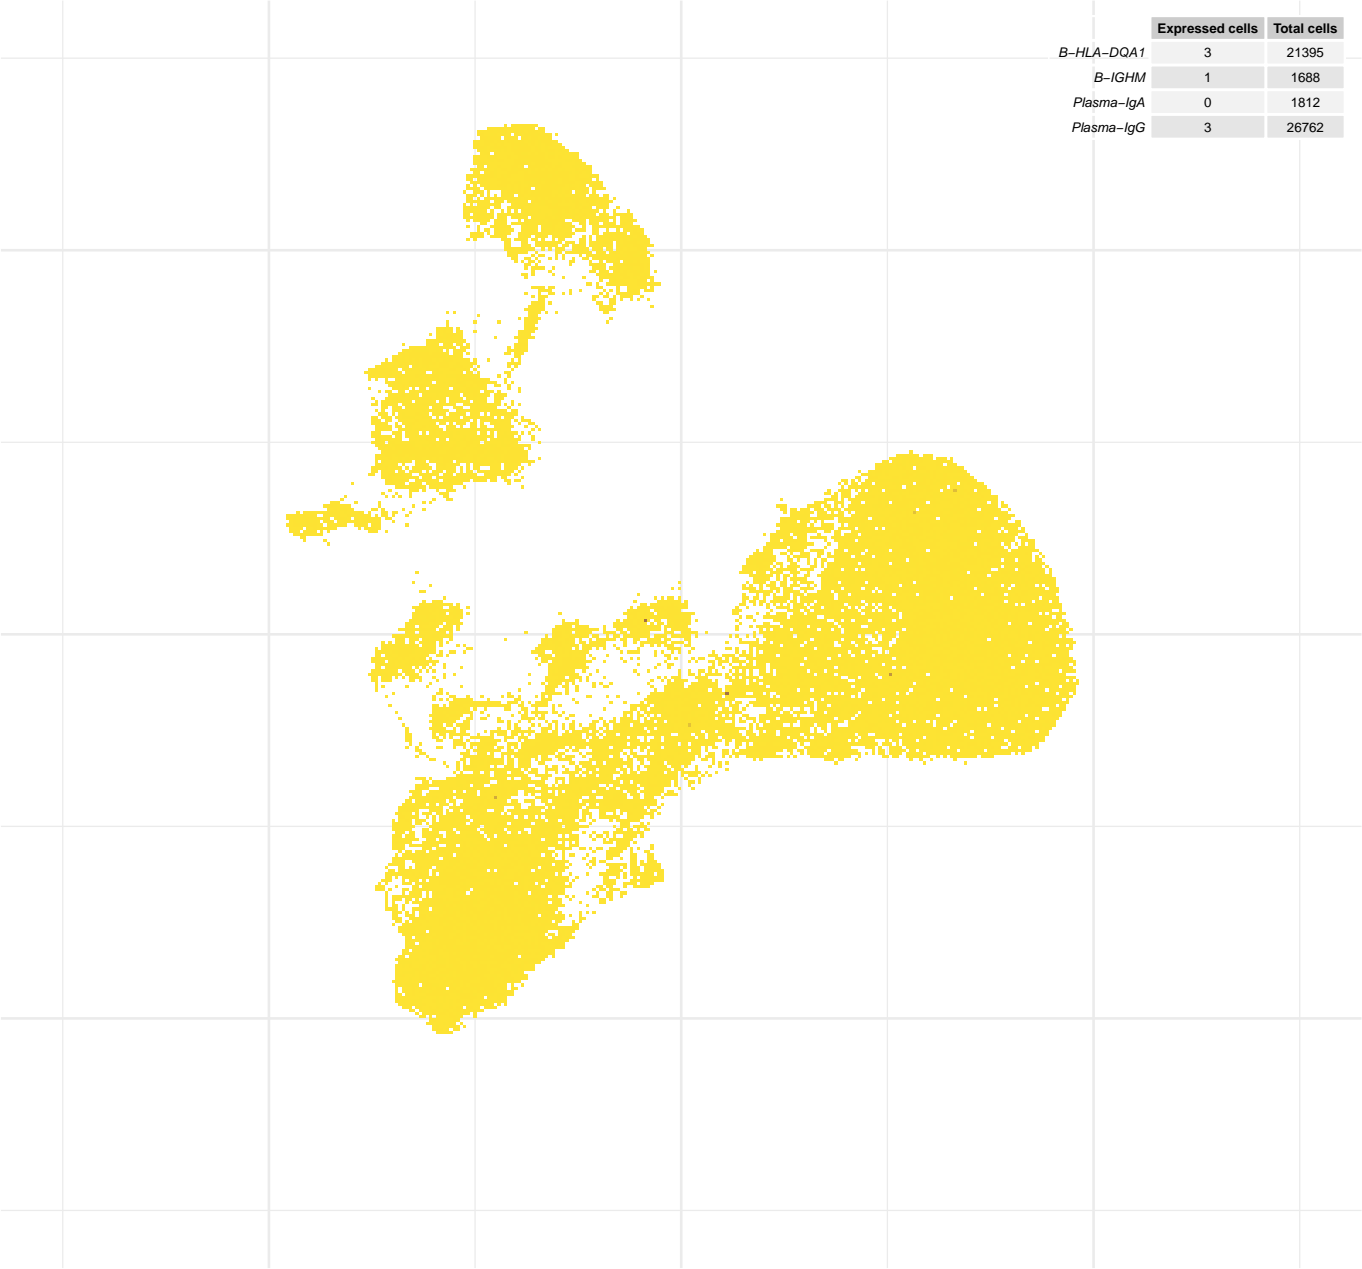 Expressed cells Total cells
B−HLA−DQA1 3 21395
B−IGHM 1 1688
Plasma−IgA 0 1812
Plasma−IgG 3 26762